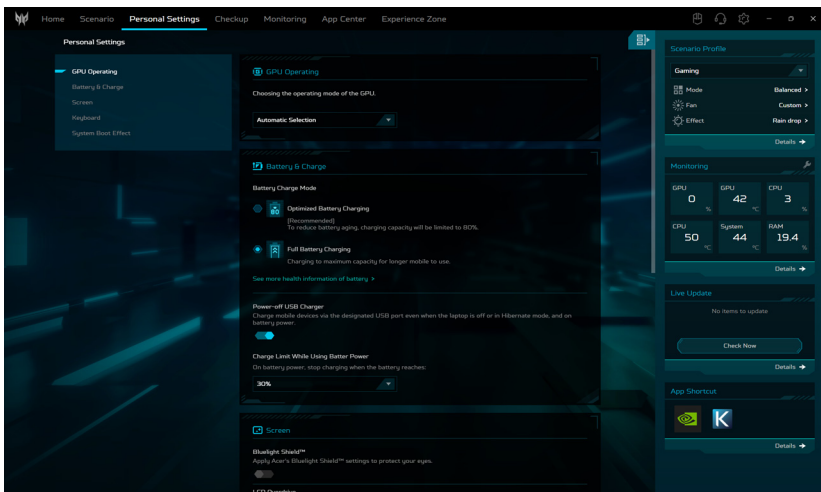 Home Scenario Personal Settings Checkup Monitoring App Center Experience Zone
Personal Settings
GPU Operating
Battery & Charge
Screen
Keyboard
System Boot Effect
GPU Operating
Choosing the operating mode of the GPU.
Automatic Selection
Battery & Charge
Battery Charge Mode
80
Optimized Battery Charging
[Recommended]
To reduce battery aging, charging capacity will be limited to 80%.
Full Battery Charging
Charging to maximum capacity for longer mobile to use.
See more health information of battery >
Power-off USB Charger
Charge mobile devices via the designated USB port even when the laptop is off or in Hibernate mode, and on
battery power.
Charge Limit While Using Batter Power
On battery power, stop charging when the battery reaches:
30%
Screen
Bluelight Shield™
Apply Acer's Bluelight Shield™ settings to protect your eyes.
LCD Overdrive
Scenario Profile
Gaming
Mode Balanced >
Fan Custom >
Effect Rain drop >
Details →
Monitoring
GPU GPU CPU
0 % 42 °C 3 %
CPU System RAM
50 °C 44 °C 19.4 %
Details →
Live Update
No items to update
Check Now
Details →
App Shortcut
K
Details →